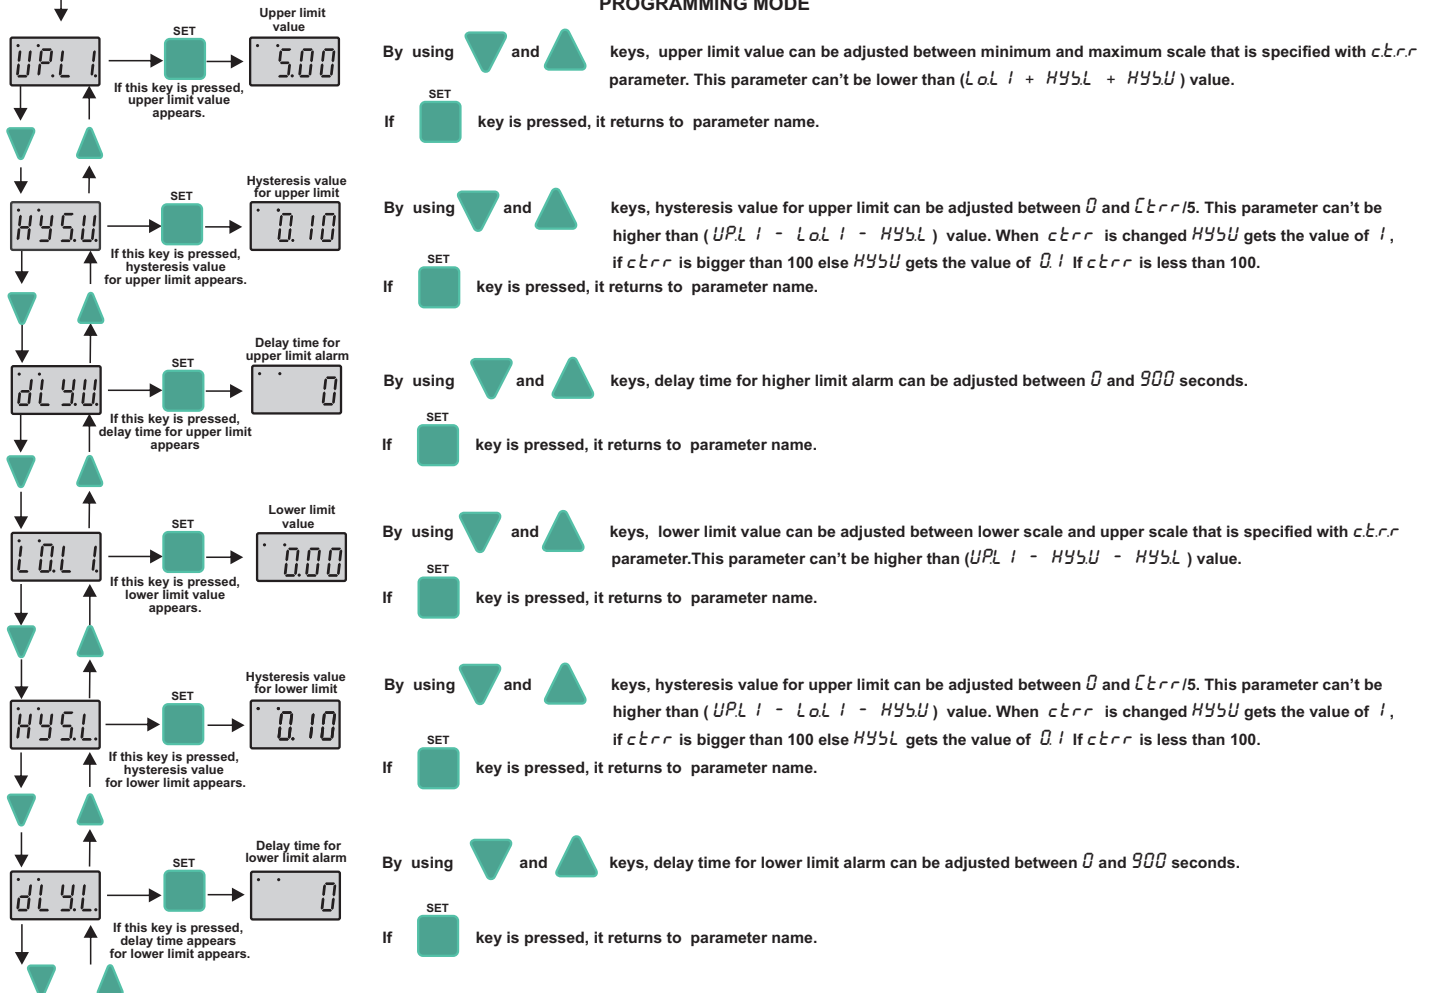 PROGRAMMING MODE
UP.L I.
SET
Upper limit
value
5.00
If this key is pressed,
upper limit value
appears.
By using and keys, upper limit value can be adjusted between minimum and maximum scale that is specified with c.t.r.r
parameter. This parameter can't be lower than (Lo.L I + HYS.L + HYS.U ) value.
SET
If key is pressed, it returns to parameter name.
HYS.U.
SET
Hysteresis value
for upper limit
0.10
If this key is pressed,
hysteresis value
for upper limit appears.
By using and keys, hysteresis value for upper limit can be adjusted between 0 and Ctrr/5. This parameter can't be
higher than ( UP.L I - Lo.L I - HYS.L ) value. When ctrr is changed HYSU gets the value of 1,
if ctrr is bigger than 100 else HYSU gets the value of 0.1 If ctrr is less than 100.
SET
If key is pressed, it returns to parameter name.
dLY.U.
SET
Delay time for
upper limit alarm
0
If this key is pressed,
delay time for upper limit
appears
By using and keys, delay time for higher limit alarm can be adjusted between 0 and 900 seconds.
SET
If key is pressed, it returns to parameter name.
LO.L I.
SET
Lower limit
value
0.00
If this key is pressed,
lower limit value
appears.
By using and keys, lower limit value can be adjusted between lower scale and upper scale that is specified with c.t.r.r
parameter.This parameter can't be higher than (UP.L I - HYS.U - HYS.L ) value.
SET
If key is pressed, it returns to parameter name.
HYS.L.
SET
Hysteresis value
for lower limit
0.10
If this key is pressed,
hysteresis value
for lower limit appears.
By using and keys, hysteresis value for upper limit can be adjusted between 0 and Ctrr/5. This parameter can't be
higher than ( UP.L I - Lo.L I - HYS.U ) value. When ctrr is changed HYSU gets the value of 1,
if ctrr is bigger than 100 else HYSL gets the value of 0.1 If ctrr is less than 100.
SET
If key is pressed, it returns to parameter name.
dLY.L.
SET
Delay time for
lower limit alarm
0
If this key is pressed,
delay time appears
for lower limit appears.
By using and keys, delay time for lower limit alarm can be adjusted between 0 and 900 seconds.
SET
If key is pressed, it returns to parameter name.